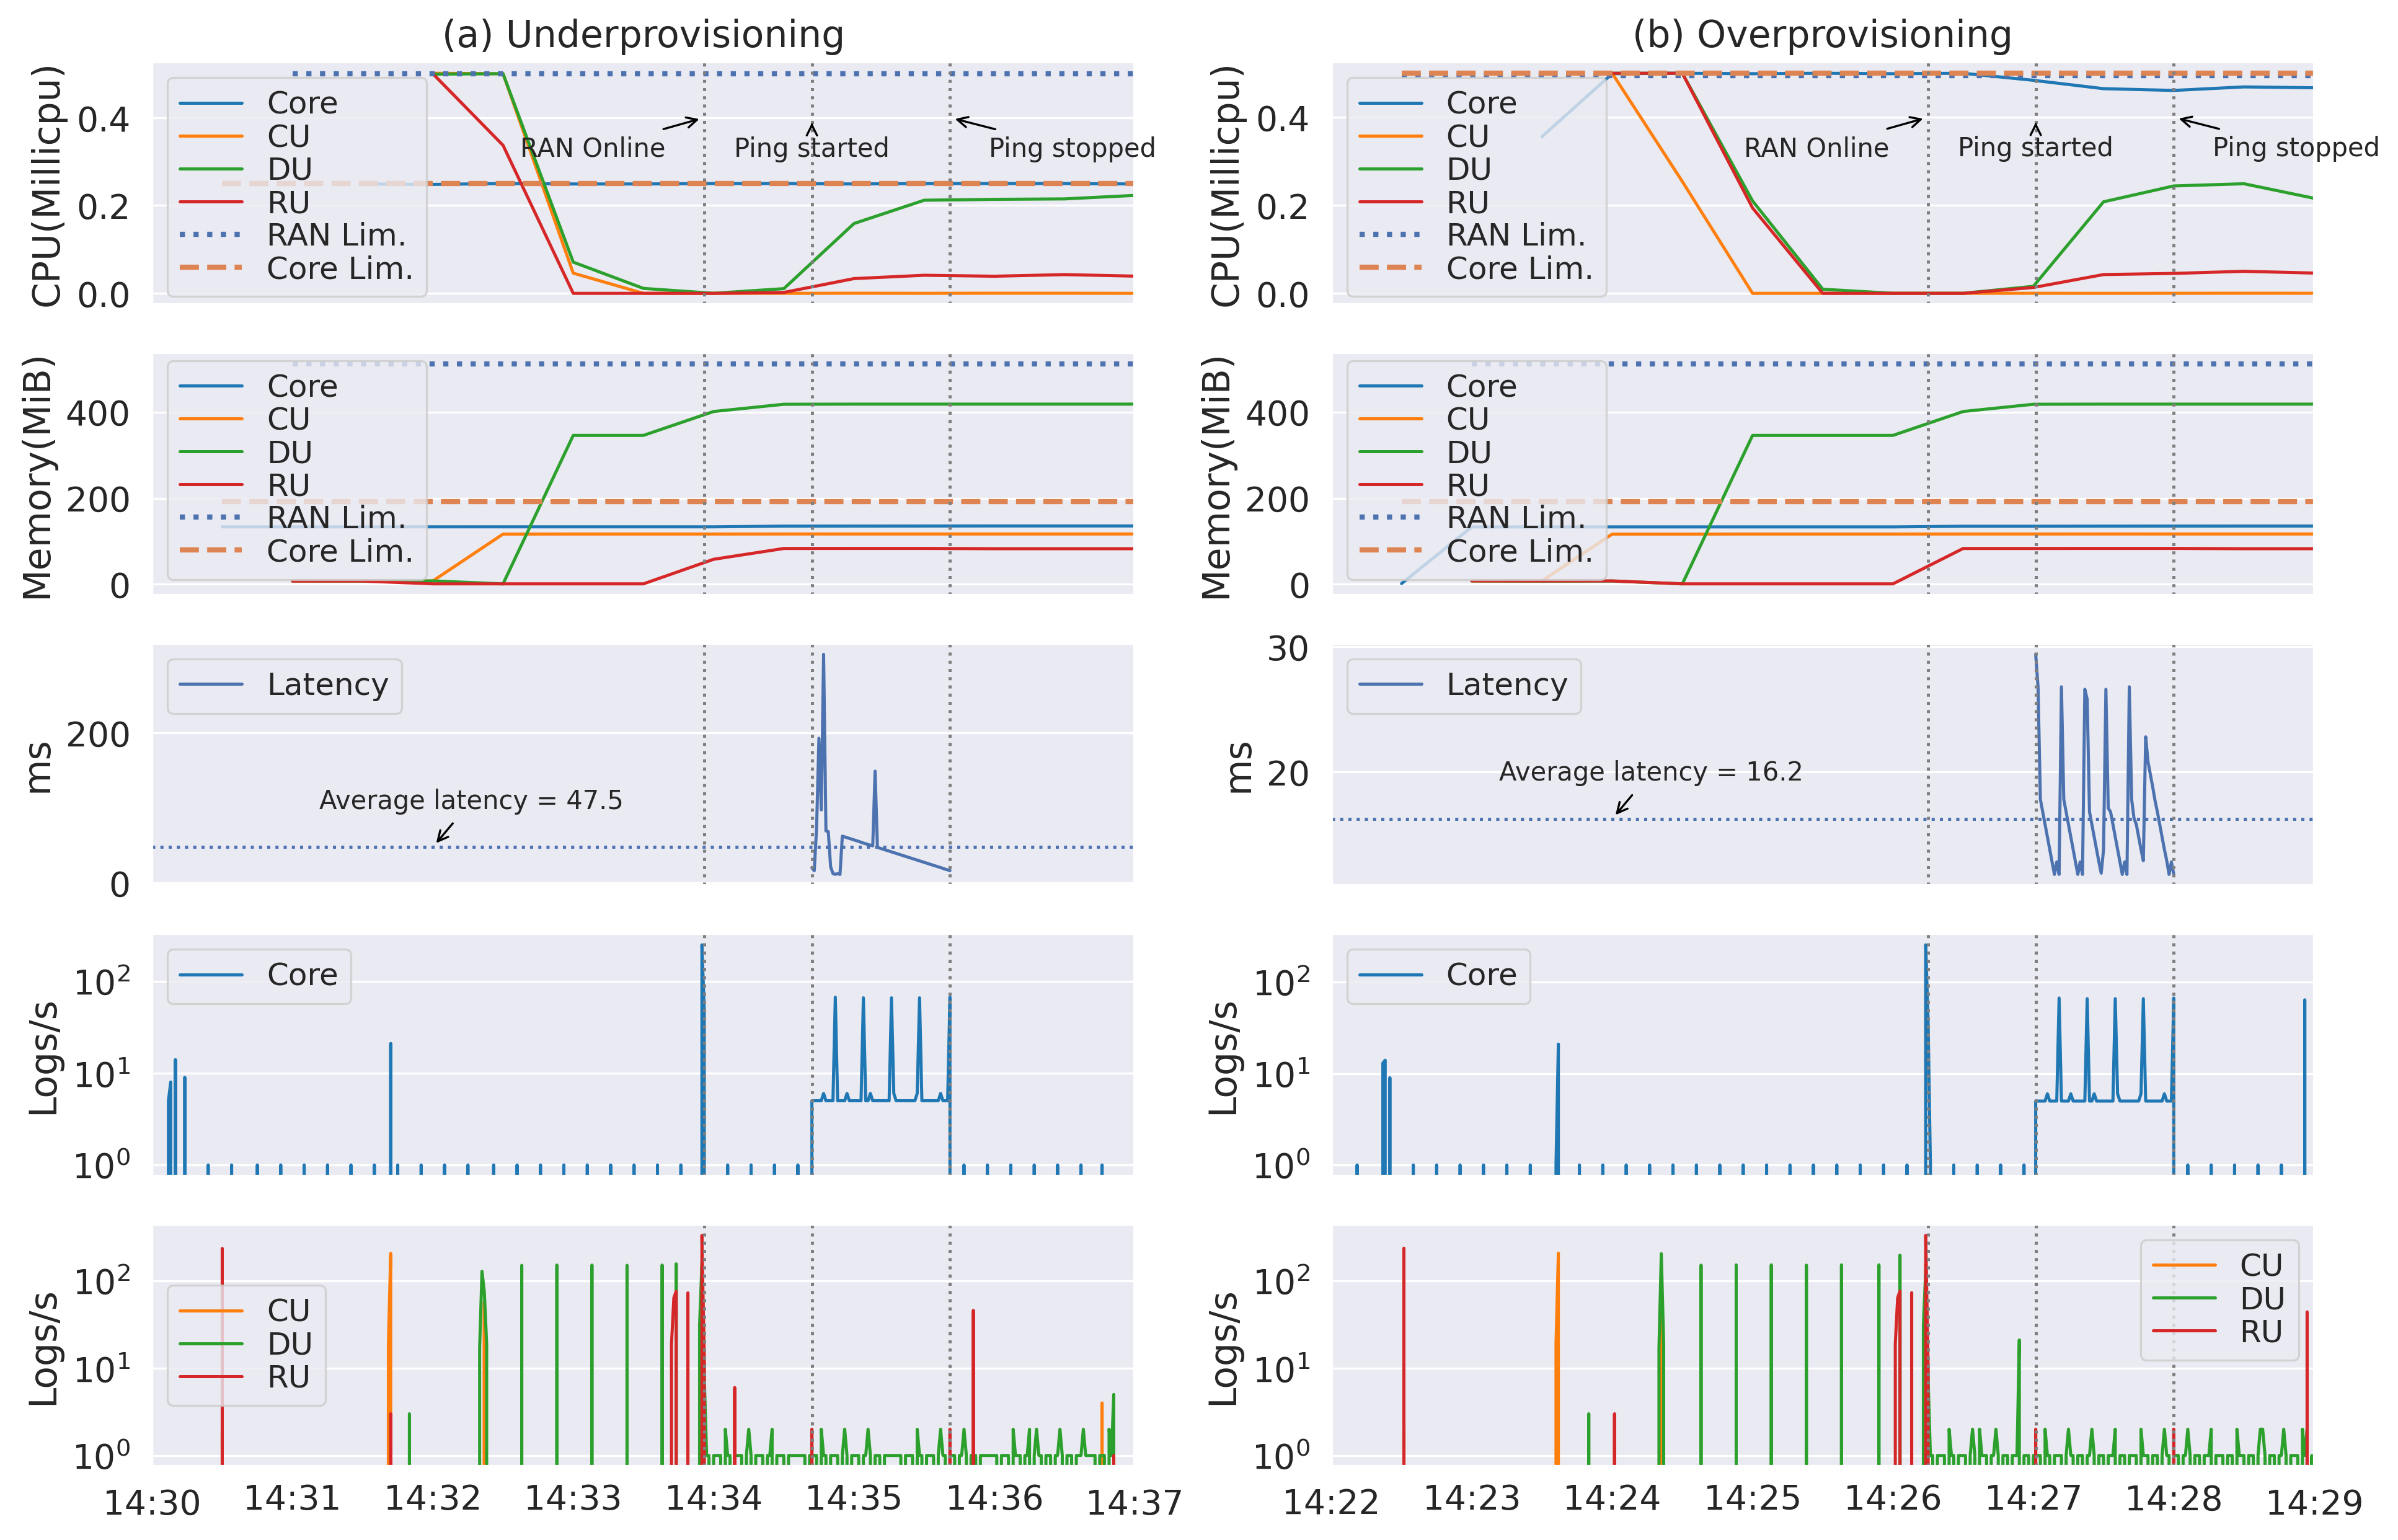 (a) Underprovisioning
CPU(Millicpu)
0.4
0.2
0.0
Core
CU
DU
RU
RAN Lim.
Core Lim.
RAN Online
Ping started
Ping stopped
Memory(MiB)
400
200
0
Core
CU
DU
RU
RAN Lim.
Core Lim.
ms
200
0
Latency
Average latency = 47.5
Logs/s
10²
10¹
10⁰
Core
Logs/s
10²
10¹
10⁰
CU
DU
RU
14:30 14:31 14:32 14:33 14:34 14:35 14:36 14:37
(b) Overprovisioning
CPU(Millicpu)
0.4
0.2
0.0
Core
CU
DU
RU
RAN Lim.
Core Lim.
RAN Online
Ping started
Ping stopped
Memory(MiB)
400
200
0
Core
CU
DU
RU
RAN Lim.
Core Lim.
ms
30
20
Latency
Average latency = 16.2
Logs/s
10²
10¹
10⁰
Core
Logs/s
10²
10¹
10⁰
CU
DU
RU
14:22 14:23 14:24 14:25 14:26 14:27 14:28 14:29